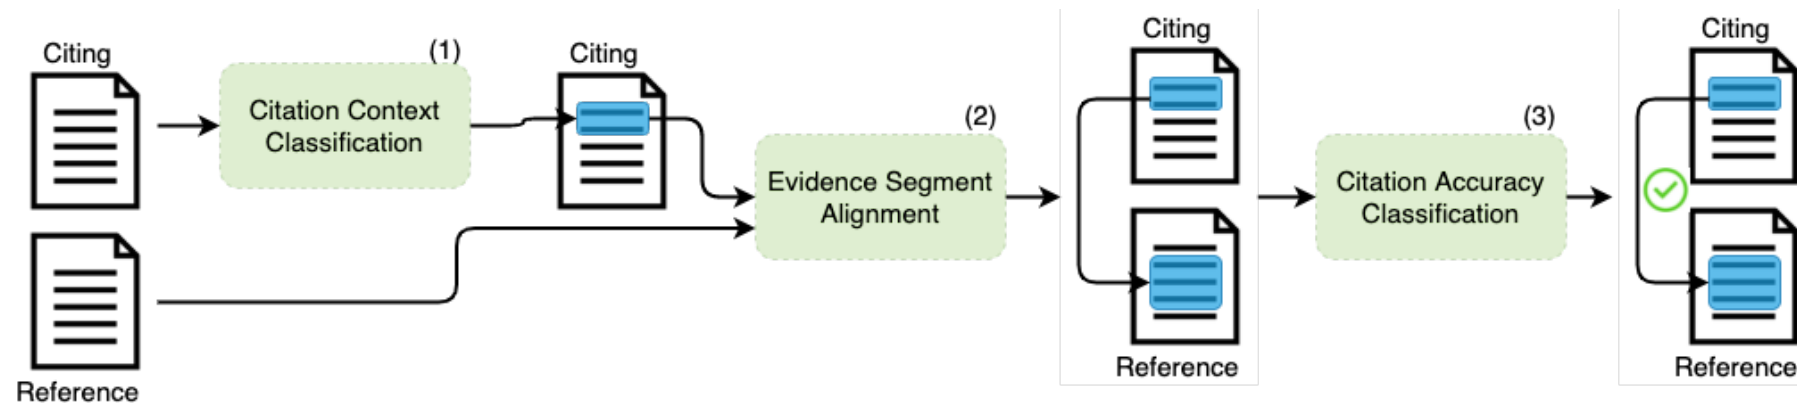 Citing
(1)
Citation Context
Classification
Citing
Reference
(2)
Evidence Segment
Alignment
Citing
Reference
(3)
Citation Accuracy
Classification
Citing
Reference